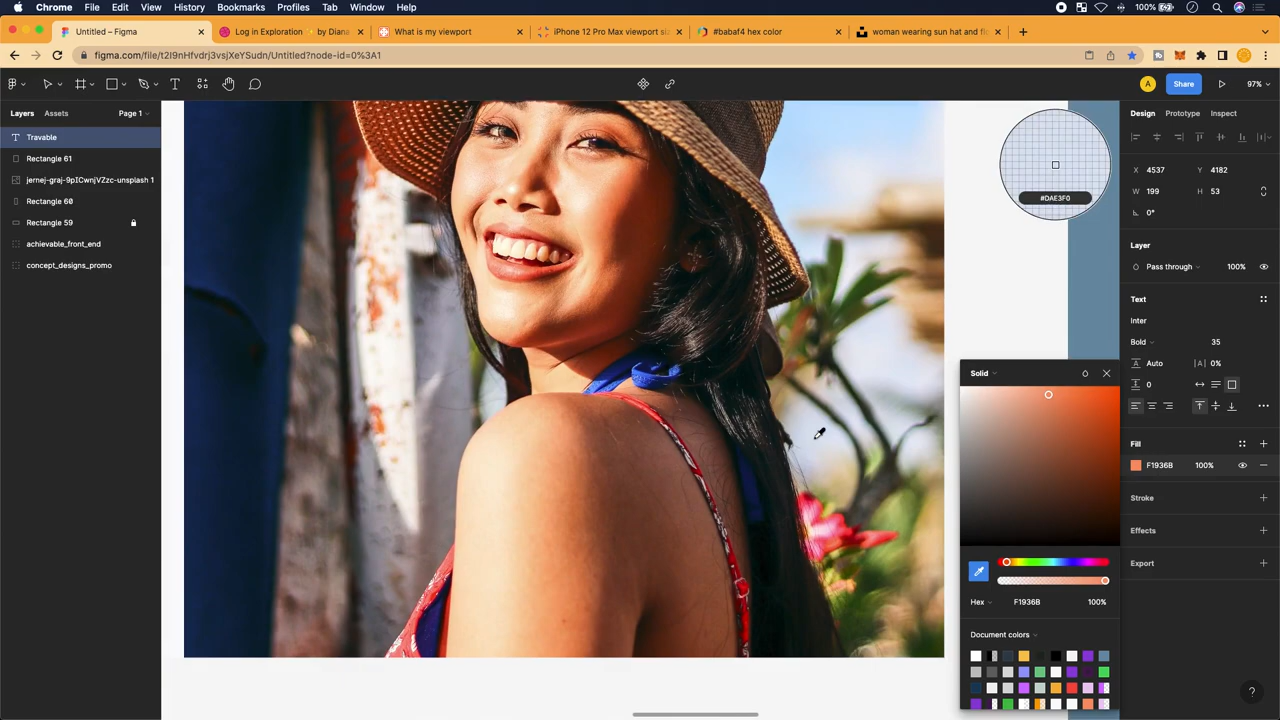 Chrome File Edit View History Bookmarks Profiles Tab Window Help 100%
Untitled – Figma Log in Exploration by Diana What is my viewport iPhone 12 Pro Max viewport si #babaf4 hex color woman wearing sun hat and fl
figma.com/file/t2I9nHfvdrj3vsjXeYSudn/Untitled?node-id=0%3A1
A Share 97%
Layers Assets Page 1
Travable
Rectangle 61
jernej-graj-9pICwnjVZzc-unsplash 1
Rectangle 60
Rectangle 59
achievable_front_end
concept_designs_promo
#DAE3F0
Design Prototype Inspect
X 4537 Y 4182
W 199 H 53
0°
Layer
Pass through 100%
Text
Inter
Bold 35
Auto 0%
0
Fill
F1936B 100%
Stroke
Effects
Export
Solid
Hex F1936B 100%
Document colors
?